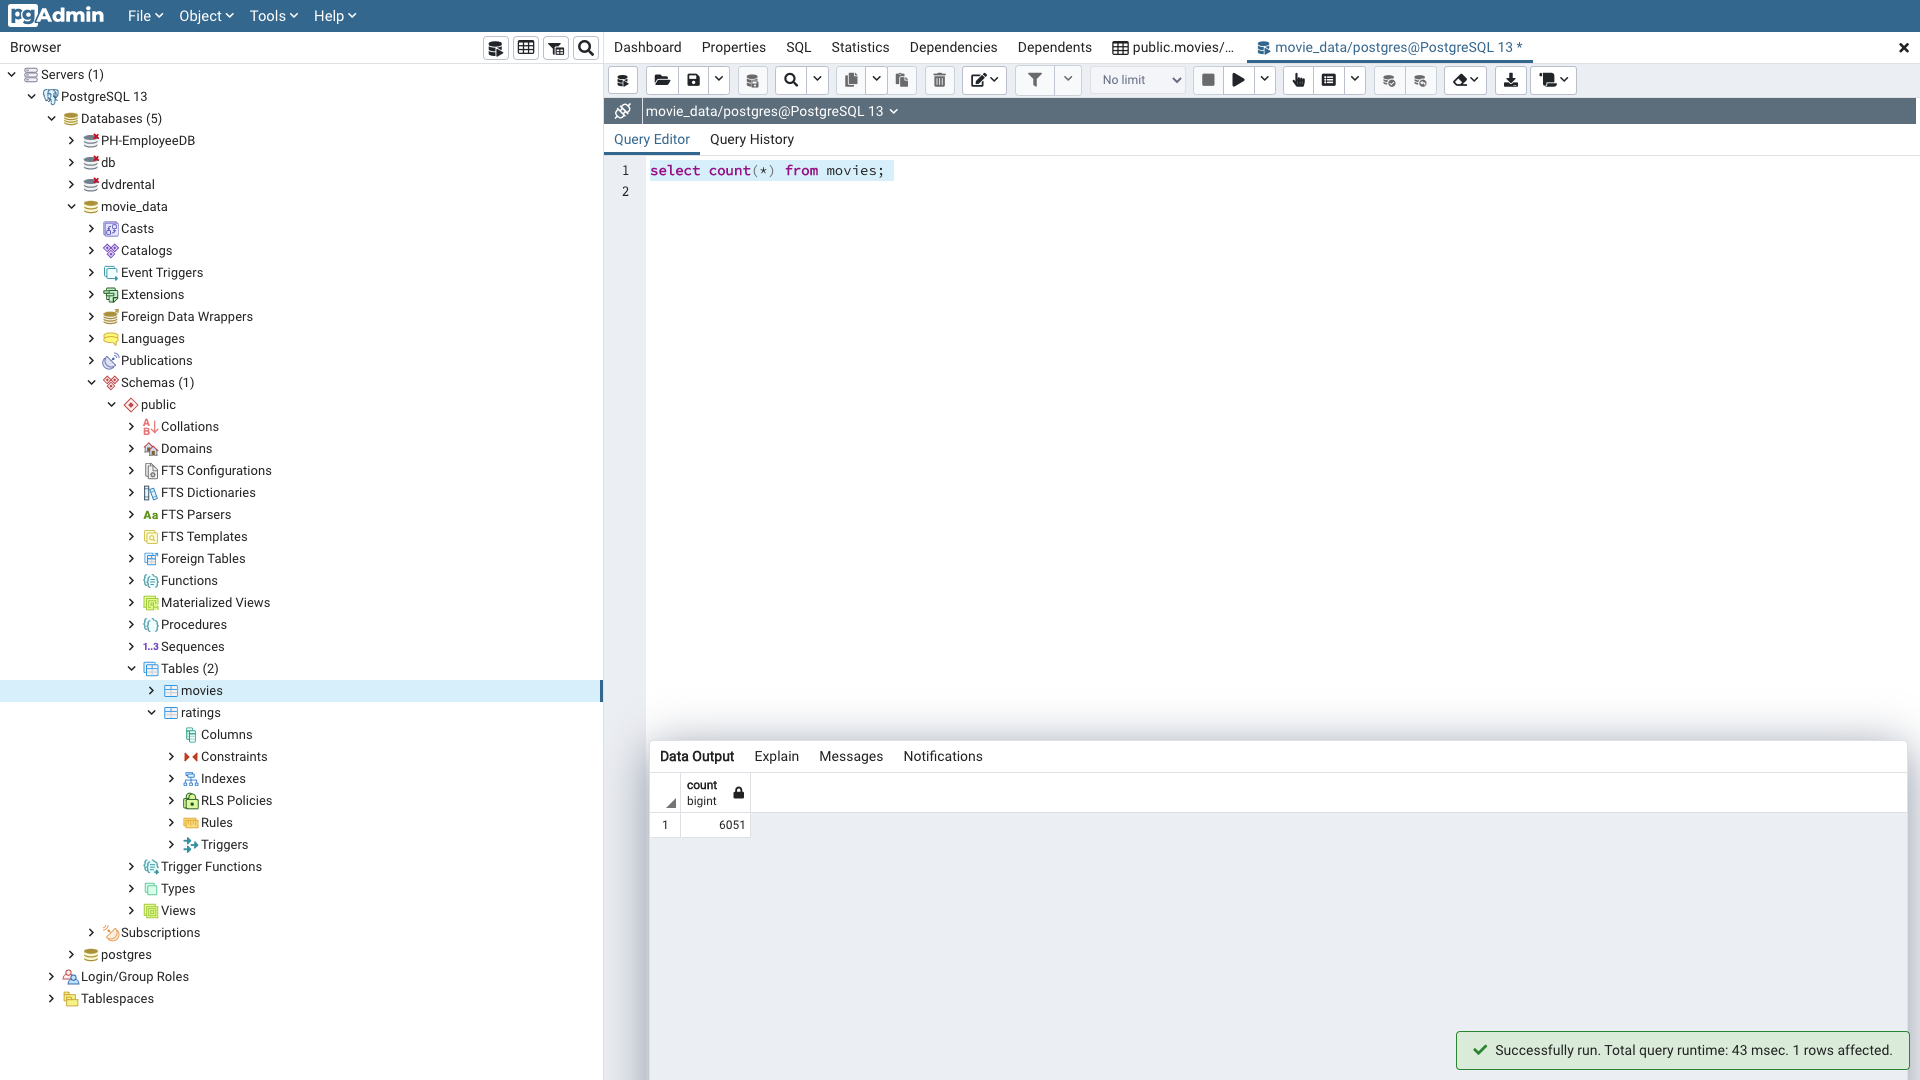 pgAdmin File Object Tools Help
Browser
Dashboard Properties SQL Statistics Dependencies Dependents public.movies/... movie_data/postgres@PostgreSQL 13 *
No limit
movie_data/postgres@PostgreSQL 13
Query Editor Query History
1 select count(*) from movies;
2
Servers (1)
PostgreSQL 13
Databases (5)
PH-EmployeeDB
db
dvdrental
movie_data
Casts
Catalogs
Event Triggers
Extensions
Foreign Data Wrappers
Languages
Publications
Schemas (1)
public
Collations
Domains
FTS Configurations
FTS Dictionaries
Aa FTS Parsers
FTS Templates
Foreign Tables
Functions
Materialized Views
Procedures
1..3 Sequences
Tables (2)
movies
ratings
Columns
Constraints
Indexes
RLS Policies
Rules
Triggers
Trigger Functions
Types
Views
Subscriptions
postgres
Login/Group Roles
Tablespaces
Data Output Explain Messages Notifications
count
bigint
1 6051
Successfully run. Total query runtime: 43 msec. 1 rows affected.